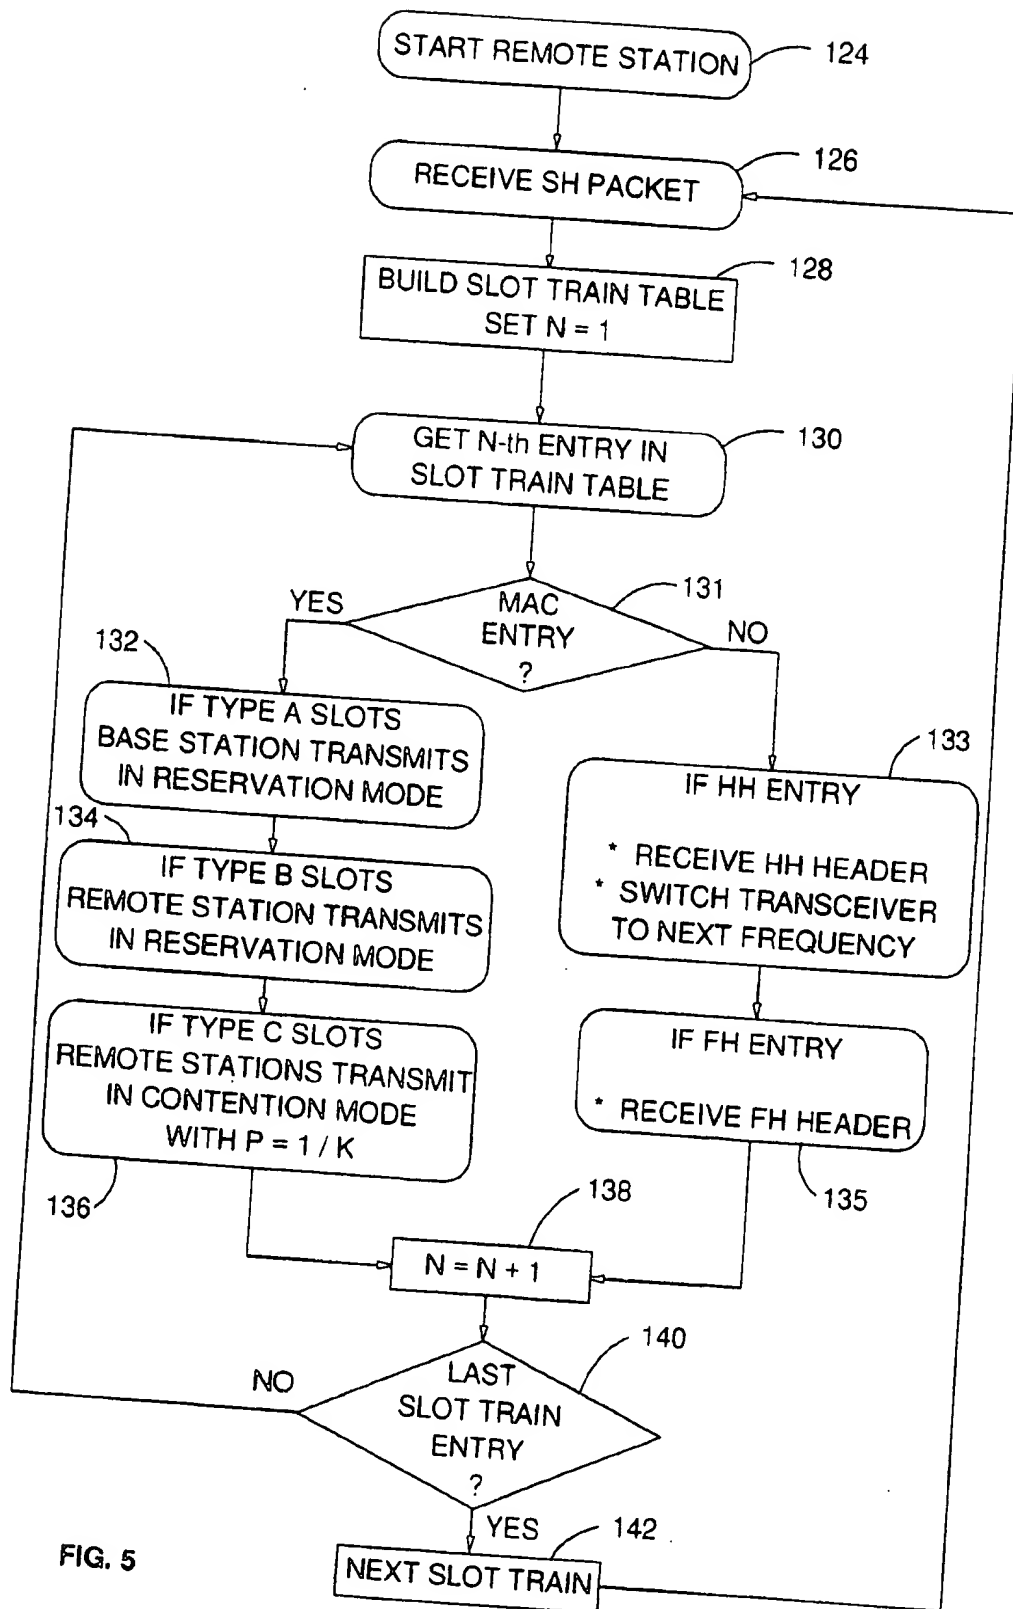 START REMOTE STATION
124
RECEIVE SH PACKET
126
BUILD SLOT TRAIN TABLE
SET N = 1
128
GET N-th ENTRY IN
SLOT TRAIN TABLE
130
MAC
ENTRY
?
131
YES
NO
132
IF TYPE A SLOTS
BASE STATION TRANSMITS
IN RESERVATION MODE
133
IF HH ENTRY
* RECEIVE HH HEADER
* SWITCH TRANSCEIVER
TO NEXT FREQUENCY
134
IF TYPE B SLOTS
REMOTE STATION TRANSMITS
IN RESERVATION MODE
IF TYPE C SLOTS
REMOTE STATIONS TRANSMIT
IN CONTENTION MODE
WITH P = 1 / K
136
IF FH ENTRY
* RECEIVE FH HEADER
135
138
N = N + 1
140
LAST
SLOT TRAIN
ENTRY
?
NO
YES
142
NEXT SLOT TRAIN
FIG. 5